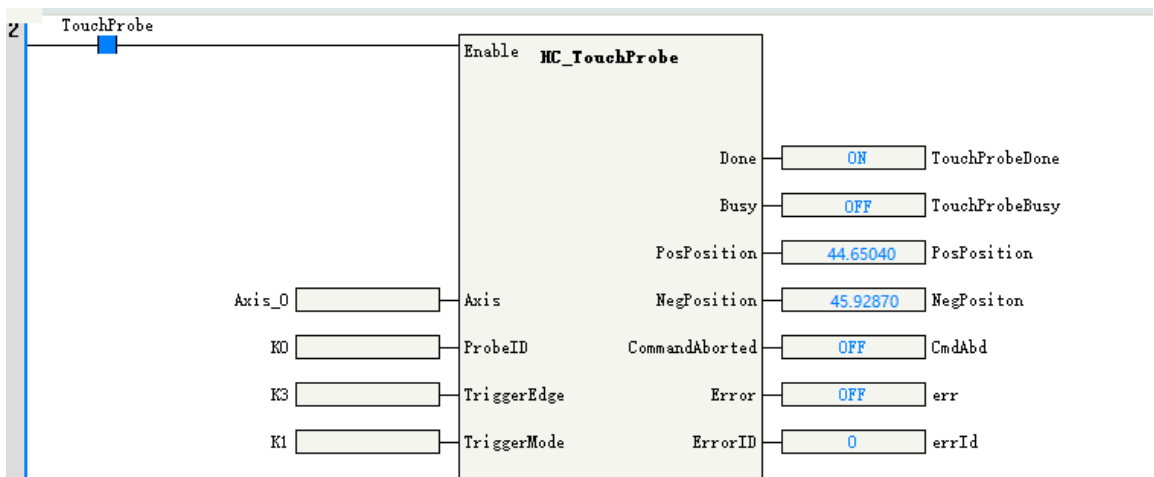 2
TouchProbe
Enable HC_TouchProbe
Done ON TouchProbeDone
Busy OFF TouchProbeBusy
PosPosition 44.65040 PosPosition
Axis_0 Axis NegPosition 45.92870 NegPositon
K0 ProbeID CommandAborted OFF CmdAbd
K3 TriggerEdge Error OFF err
K1 TriggerMode ErrorID 0 errId